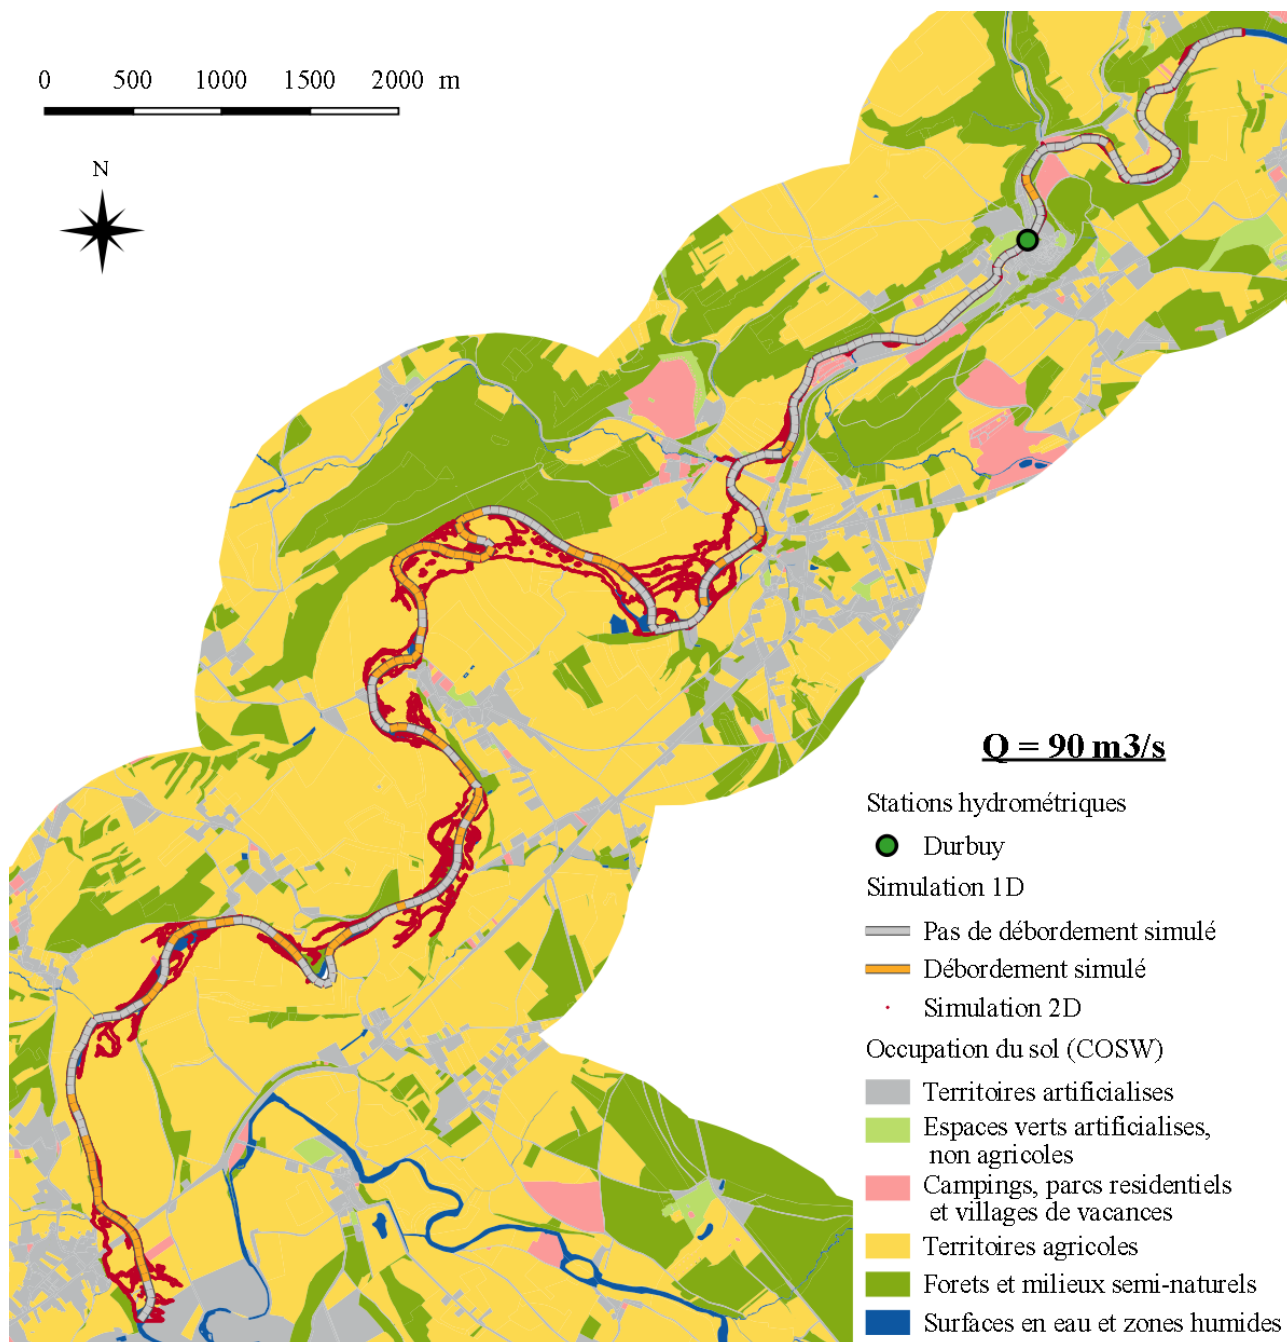 0 500 1000 1500 2000 m
N
Q = 90 m3/s
Stations hydrométriques
Durbuy
Simulation 1D
Pas de débordement simulé
Débordement simulé
Simulation 2D
Occupation du sol (COSW)
Territoires artificialises
Espaces verts artificialises,
non agricoles
Campings, parcs residentiels
et villages de vacances
Territoires agricoles
Forets et milieux semi-naturels
Surfaces en eau et zones humides